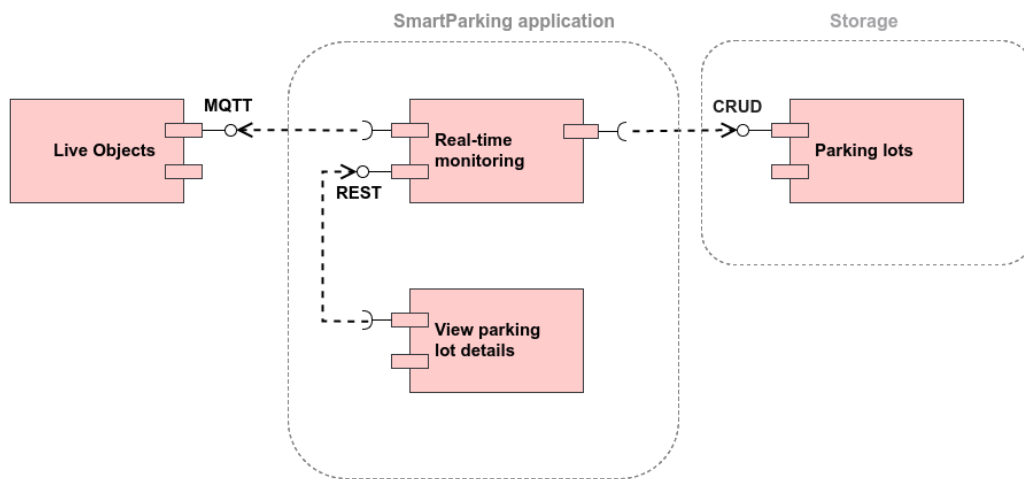 SmartParking application
Storage
MQTT
CRUD
Live Objects
Real-time
monitoring
Parking lots
REST
View parking
lot details